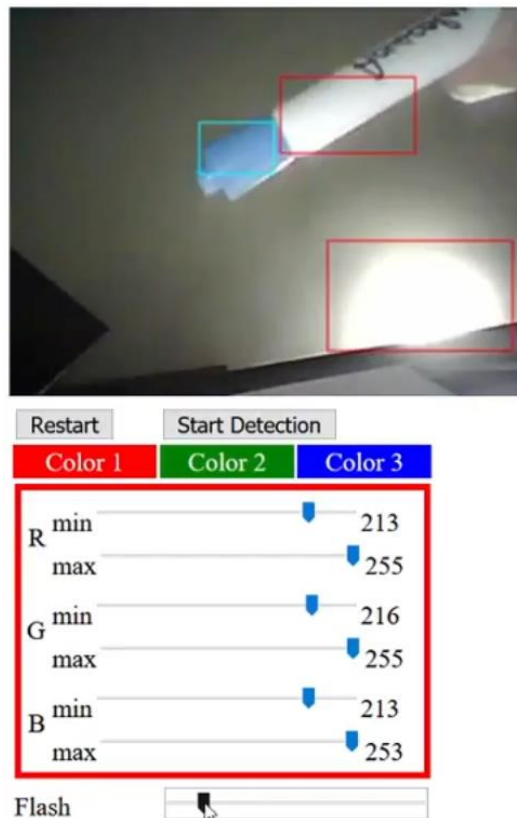 Restart Start Detection
Color 1 Color 2 Color 3
R min 213
max 255
G min 216
max 255
B min 213
max 253
Flash